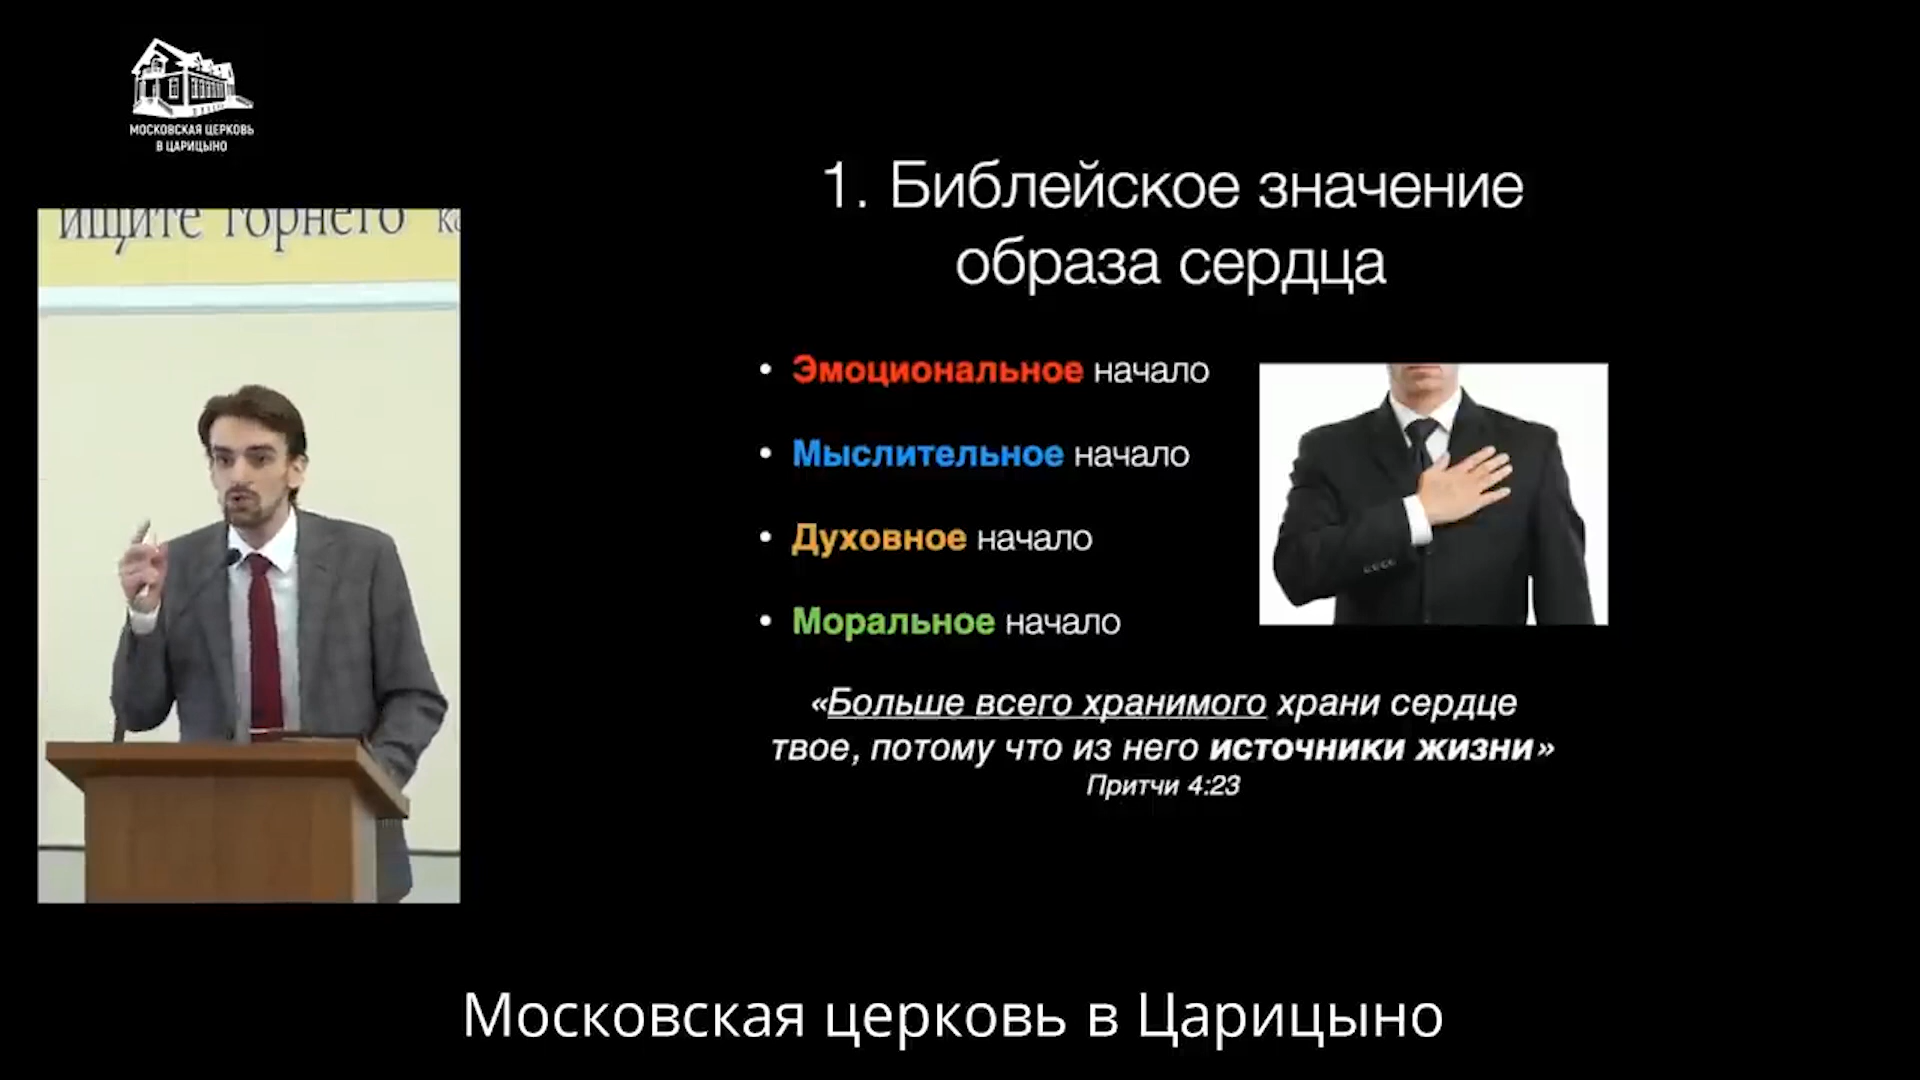 МОСКОВСКАЯ ЦЕРКОВЬ
В ЦАРИЦЫНО
ищите горнего
1. Библейское значение
образа сердца
• Эмоциональное начало
• Мыслительное начало
• Духовное начало
• Моральное начало
«Больше всего хранимого храни сердце
твое, потому что из него источники жизни»
Притчи 4:23
Московская церковь в Царицыно